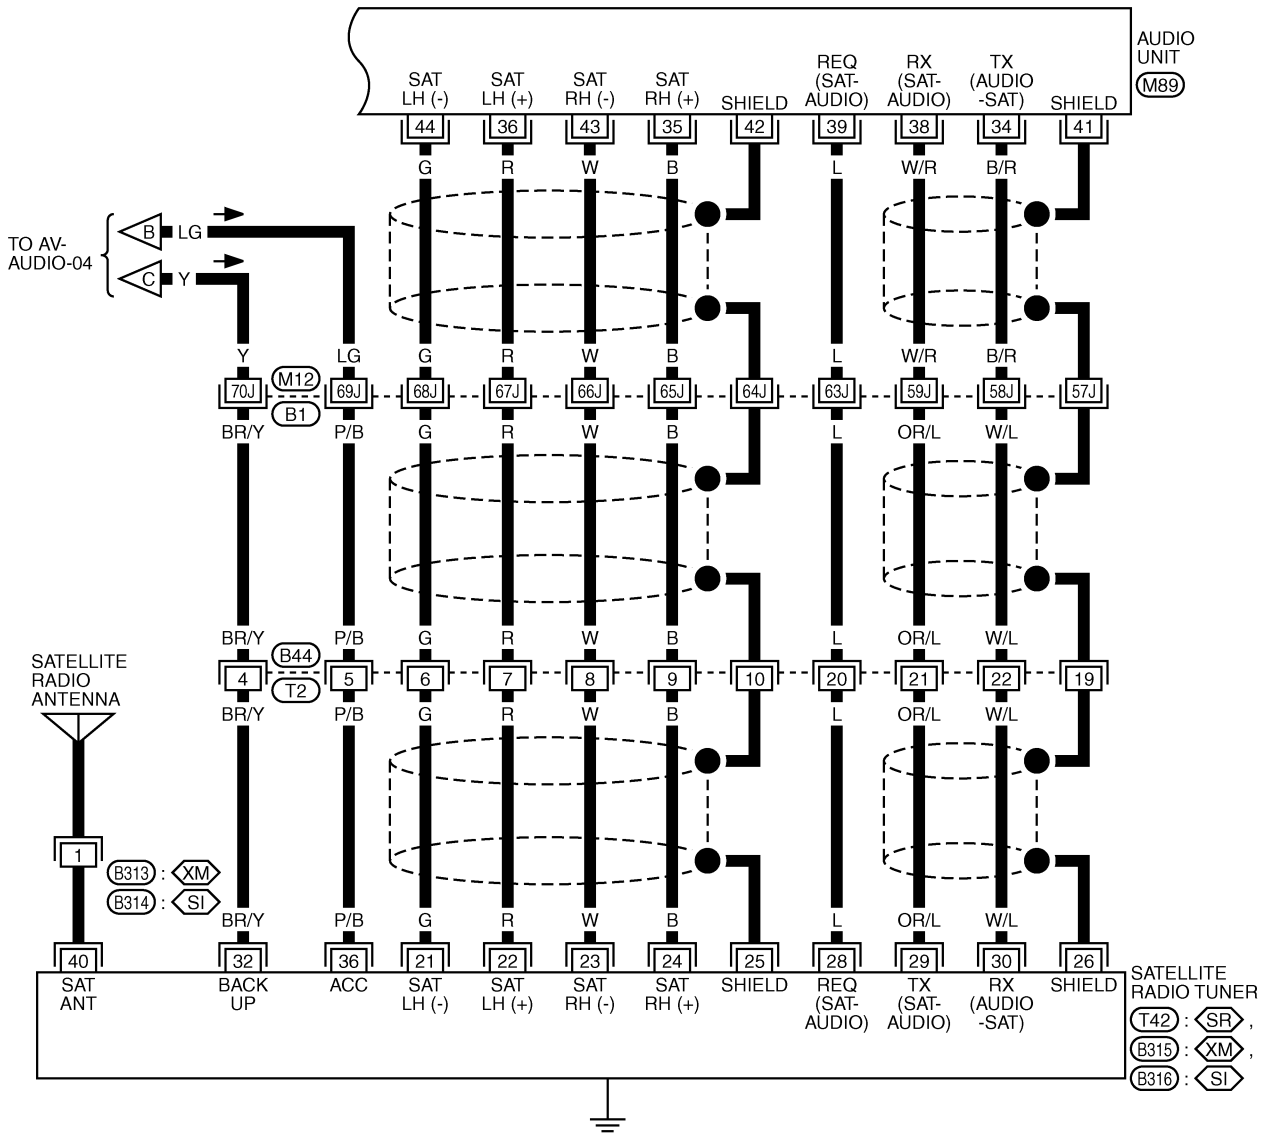 AUDIO
UNIT
M89
SAT
LH (-)
SAT
LH (+)
SAT
RH (-)
SAT
RH (+)
SHIELD
REQ
(SAT-
AUDIO)
RX
(SAT-
AUDIO)
TX
(AUDIO
-SAT)
SHIELD
44 36 43 35 42 39 38 34 41
G R W B L W/R B/R
TO AV-
AUDIO-04
B LG
C Y
Y LG G R W B L W/R B/R
M12
70J 69J 68J 67J 66J 65J 64J 63J 59J 58J 57J
B1
BR/Y P/B G R W B L OR/L W/L
BR/Y P/B G R W B L OR/L W/L
B44
4 5 6 7 8 9 10 20 21 22 19
T2
BR/Y P/B G R W B L OR/L W/L
SATELLITE
RADIO
ANTENNA
1
B313 : XM
B314 : SI
BR/Y P/B G R W B L OR/L W/L
40 32 36 21 22 23 24 25 28 29 30 26
SAT
ANT
BACK
UP
ACC
SAT
LH (-)
SAT
LH (+)
SAT
RH (-)
SAT
RH (+)
SHIELD
REQ
(SAT-
AUDIO)
TX
(SAT-
AUDIO)
RX
(AUDIO
-SAT)
SHIELD
SATELLITE
RADIO TUNER
T42 : SR ,
B315 : XM ,
B316 : SI